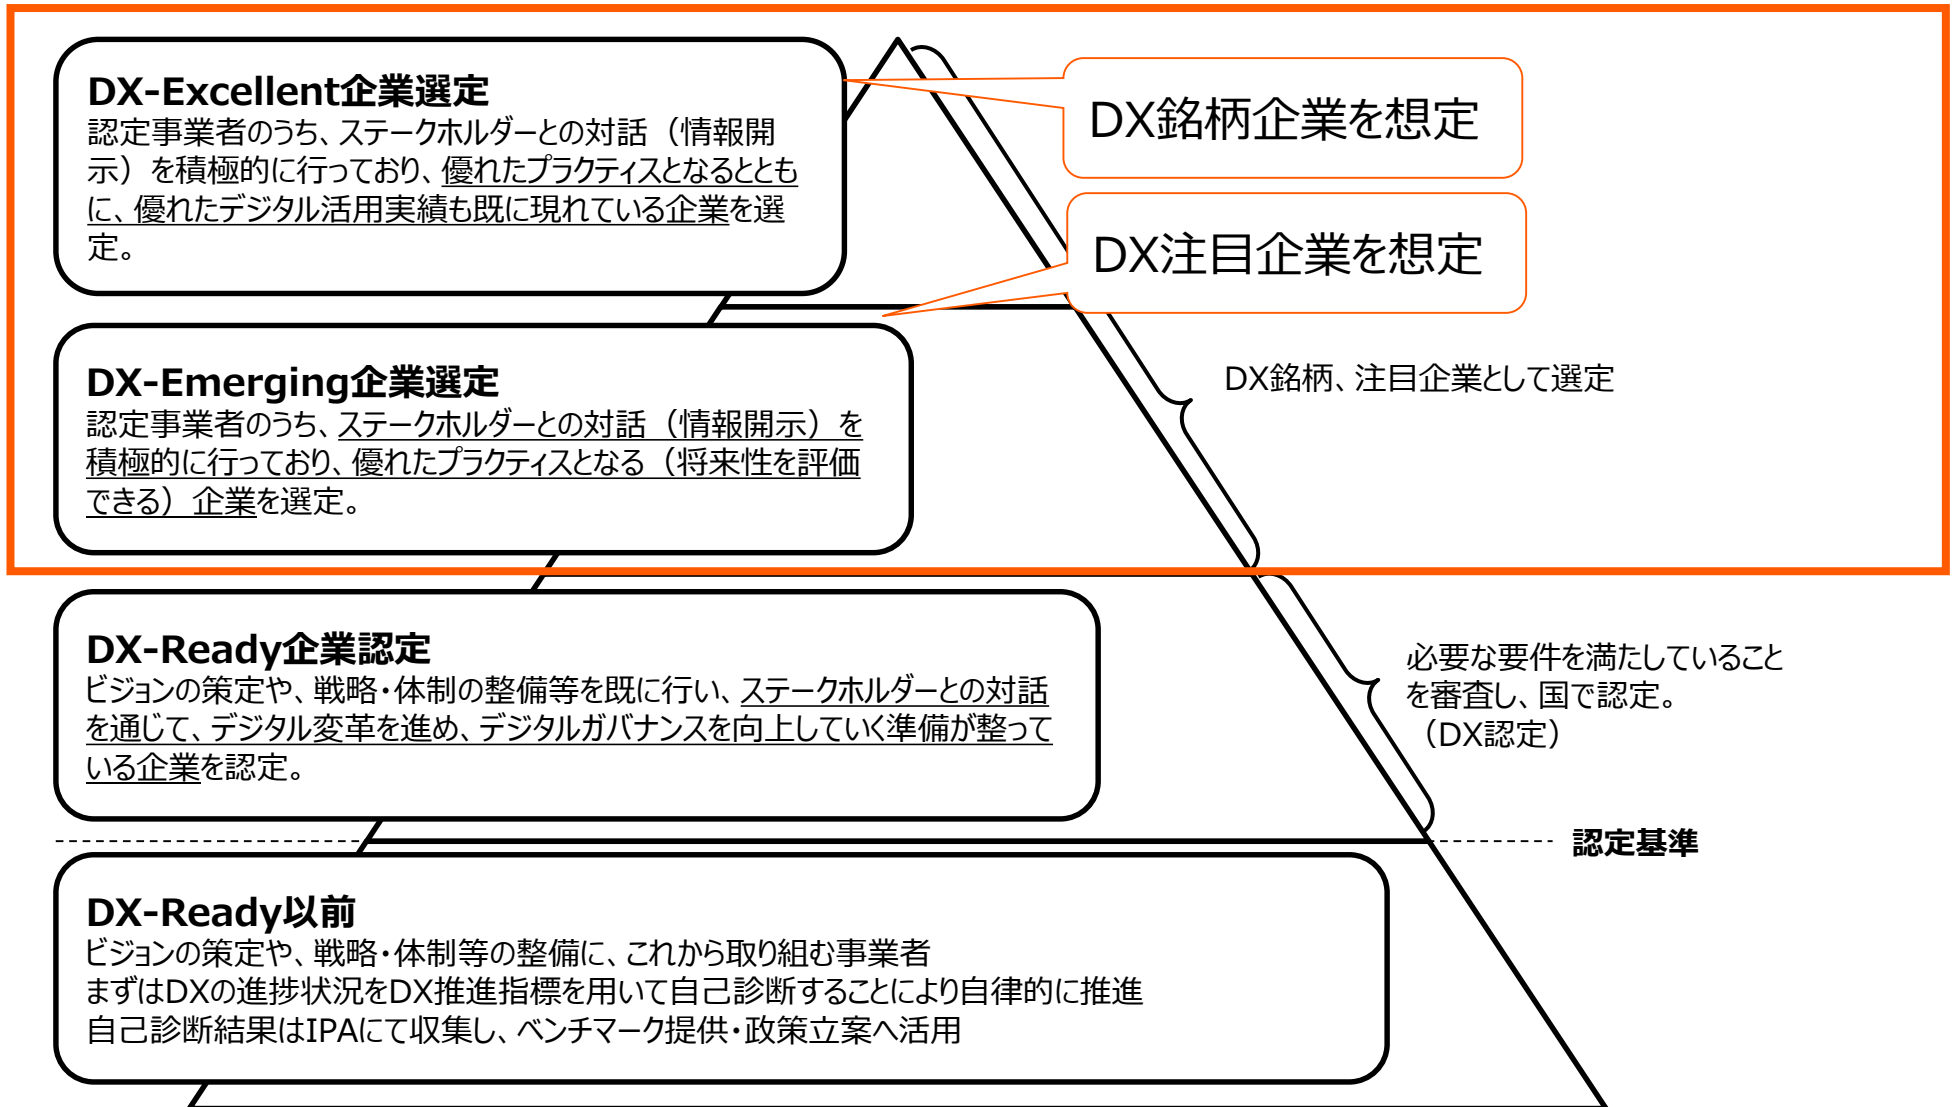 DX-Excellent企業選定
認定事業者のうち、ステークホルダーとの対話（情報開
示）を積極的に行っており、優れたプラクティスとなるととも
に、優れたデジタル活用実績も既に現れている企業を選
定。
DX銘柄企業を想定
DX注目企業を想定
DX-Emerging企業選定
認定事業者のうち、ステークホルダーとの対話（情報開示）を
積極的に行っており、優れたプラクティスとなる（将来性を評価
できる）企業を選定。
DX銘柄、注目企業として選定
DX-Ready企業認定
ビジョンの策定や、戦略・体制の整備等を既に行い、ステークホルダーとの対話
を通じて、デジタル変革を進め、デジタルガバナンスを向上していく準備が整って
いる企業を認定。
必要な要件を満たしていること
を審査し、国で認定。
（DX認定）
認定基準
DX-Ready以前
ビジョンの策定や、戦略・体制等の整備に、これから取り組む事業者
まずはDXの進捗状況をDX推進指標を用いて自己診断することにより自律的に推進
自己診断結果はIPAにて収集し、ベンチマーク提供・政策立案へ活用